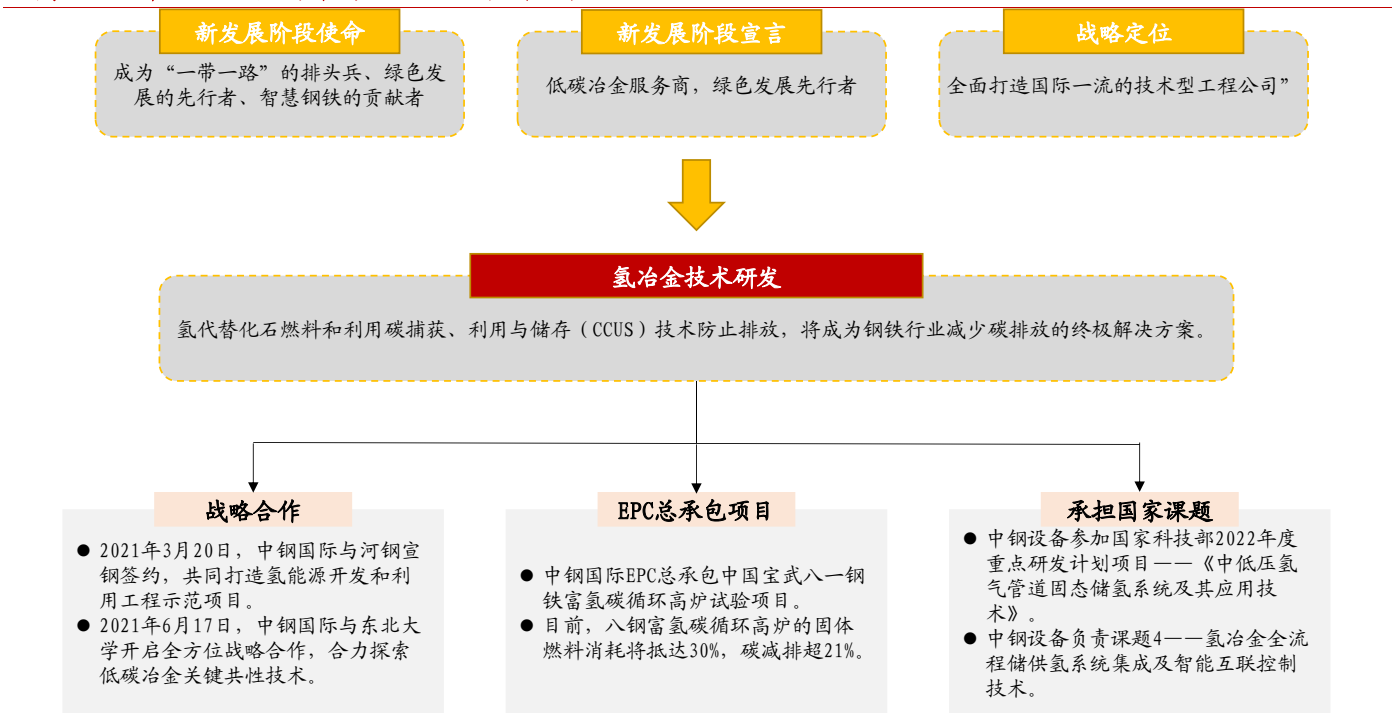 新发展阶段使命
成为“一带一路”的排头兵、绿色发
展的先行者、智慧钢铁的贡献者
新发展阶段宣言
低碳冶金服务商，绿色发展先行者
战略定位
全面打造国际一流的技术型工程公司”
氢冶金技术研发
氢代替化石燃料和利用碳捕获、利用与储存（CCUS）技术防止排放，将成为钢铁行业减少碳排放的终极解决方案。
战略合作
● 2021年3月20日，中钢国际与河钢宣
钢签约，共同打造氢能源开发和利
用工程示范项目。
● 2021年6月17日，中钢国际与东北大
学开启全方位战略合作，合力探索
低碳冶金关键共性技术。
EPC总承包项目
● 中钢国际EPC总承包中国宝武八一钢
铁富氢碳循环高炉试验项目。
● 目前，八钢富氢碳循环高炉的固体
燃料消耗将抵达30%，碳减排超21%。
承担国家课题
● 中钢设备参加国家科技部2022年度
重点研发计划项目——《中低压氢
气管道固态储氢系统及其应用技
术》。
● 中钢设备负责课题4——氢冶金全流
程储供氢系统集成及智能互联控制
技术。